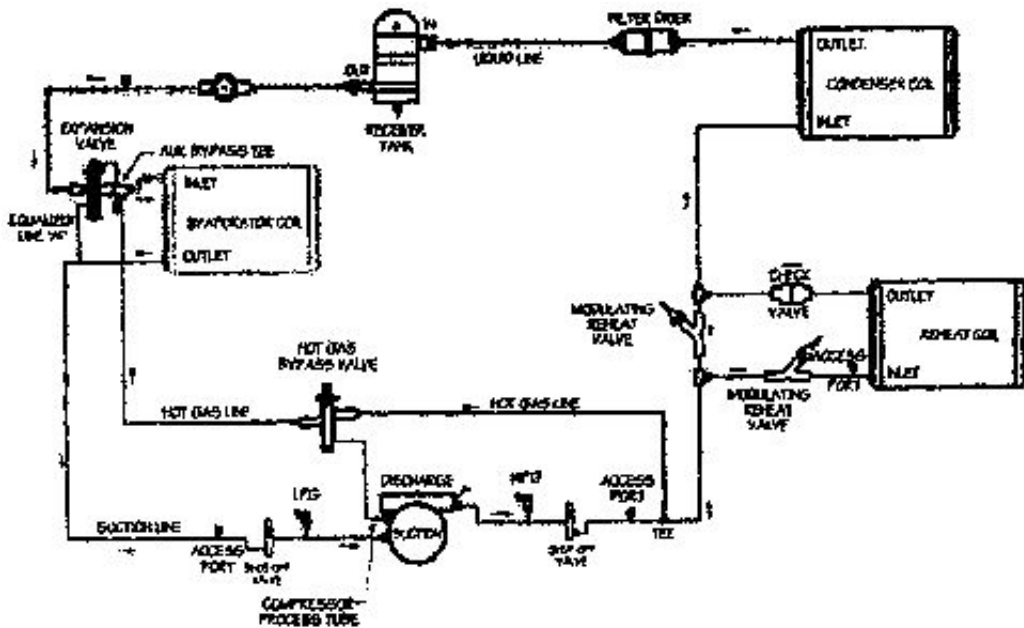 IN
FILTER DRIER
OUTLET
CONDENSER COIL
INLET
LIQUID LINE
OUT
RECEIVER
TANK
EXPANSION
VALVE
AUX BYPASS TEE
INLET
EVAPORATOR COIL
OUTLET
EQUALIZER
LINE
CHECK
VALVE
OUTLET
REHEAT COIL
INLET
MODULATING
REHEAT
VALVE
ACCESS
PORT
MODULATING
REHEAT
VALVE
HOT GAS
BYPASS VALVE
HOT GAS LINE
HOT GAS LINE
DISCHARGE
SUCTION
ACCESS
PORT
TEE
SHUT OFF
VALVE
SUCTION LINE
ACCESS
PORT
SHUT OFF
VALVE
COMPRESSOR
PROCESS TUBE